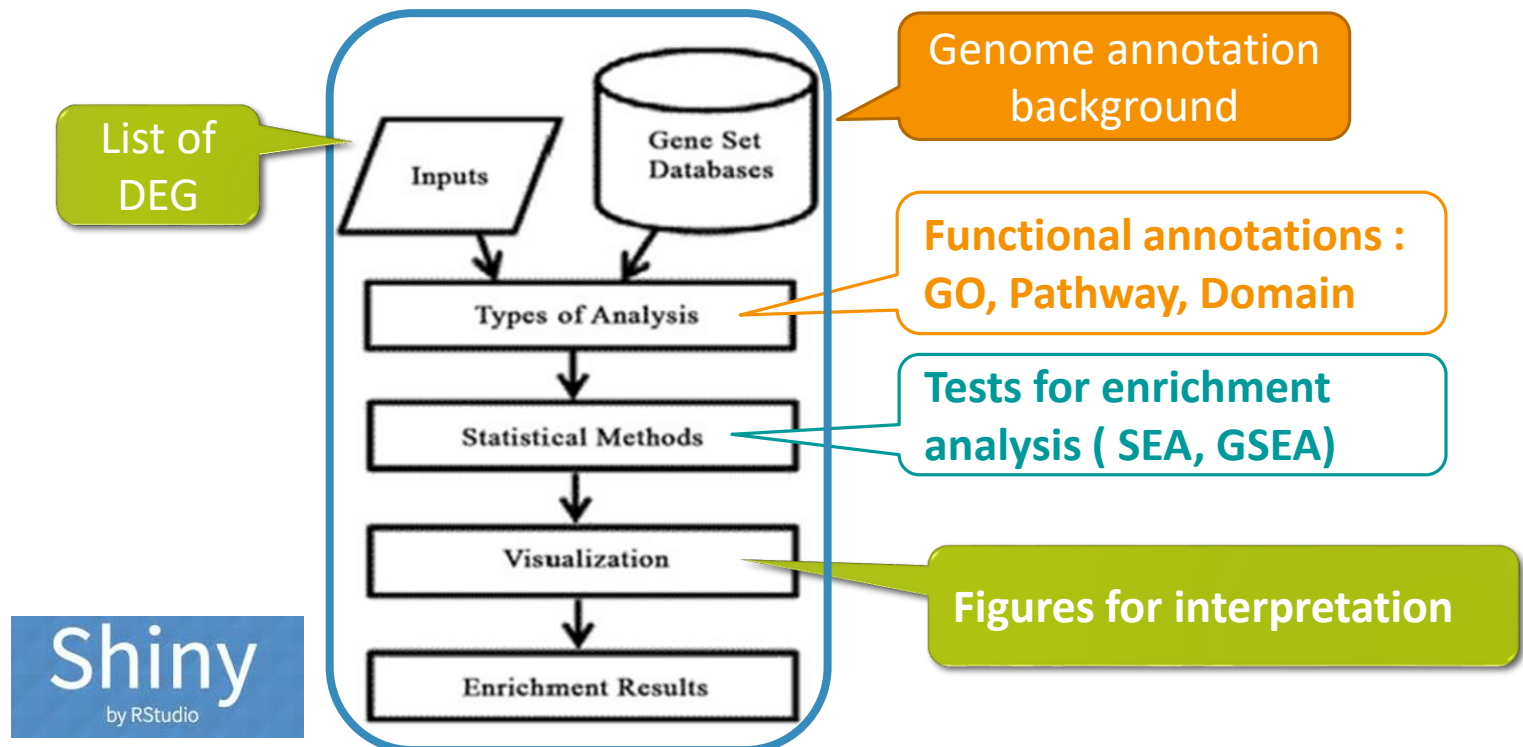 Genome annotation
background
List of
DEG
Inputs
Gene Set
Databases
Functional annotations :
GO, Pathway, Domain
Types of Analysis
Tests for enrichment
analysis ( SEA, GSEA)
Statistical Methods
Visualization
Figures for interpretation
Enrichment Results
Shiny
by RStudio